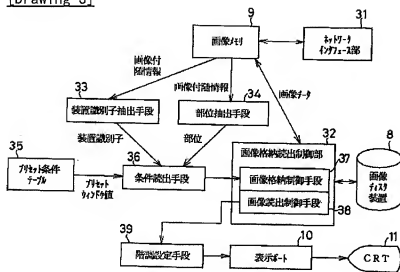 [Drawing 3]
9
画像メモリ
31
ネットワーク
インタフェース部
画像付
随情報
画像付随情報
画像データ
33
装置識別子抽出手段
34
部位抽出手段
装置識別子
部位
32
画像格納読出制御部
8
画像
ディスク
装置
35
プリセット条件
テーブル
プリセット
ウィンドウ値
36
条件読出手段
37
画像格納制御手段
画像読出制御手段
38
39
階調設定手段
10
表示ポート
11
CRT